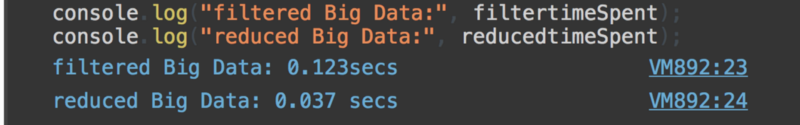 console.log("filtered Big Data:", filtertimeSpent);
console.log("reduced Big Data:", reducedtimeSpent);
filtered Big Data: 0.123secs VM892:23
reduced Big Data: 0.037 secs VM892:24